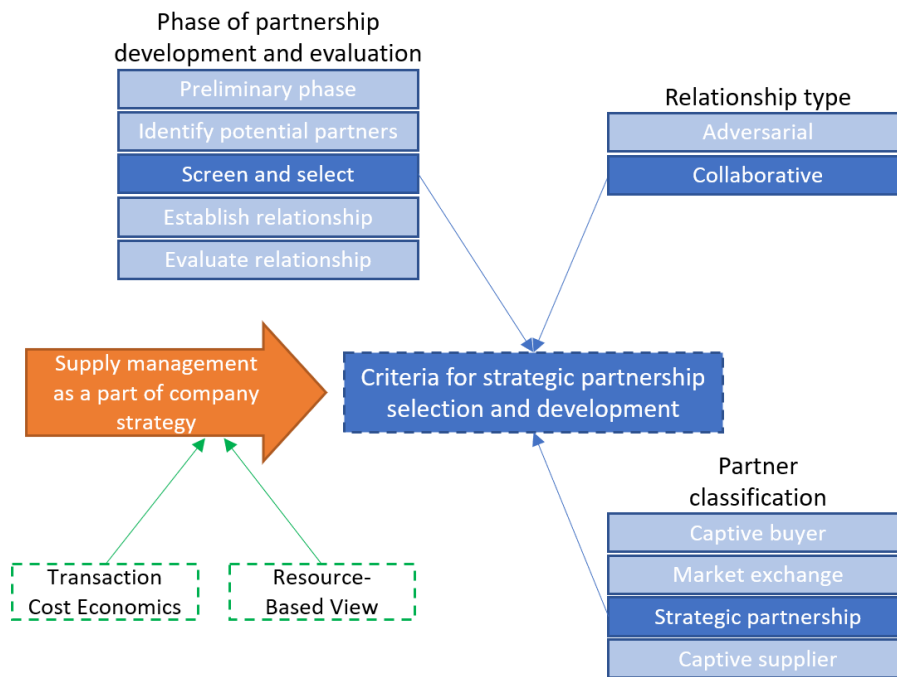 Phase of partnership
development and evaluation
Preliminary phase
Identify potential partners
Screen and select
Establish relationship
Evaluate relationship
Relationship type
Adversarial
Collaborative
Supply management
as a part of company
strategy
Criteria for strategic partnership
selection and development
Transaction
Cost Economics
Resource-
Based View
Partner
classification
Captive buyer
Market exchange
Strategic partnership
Captive supplier